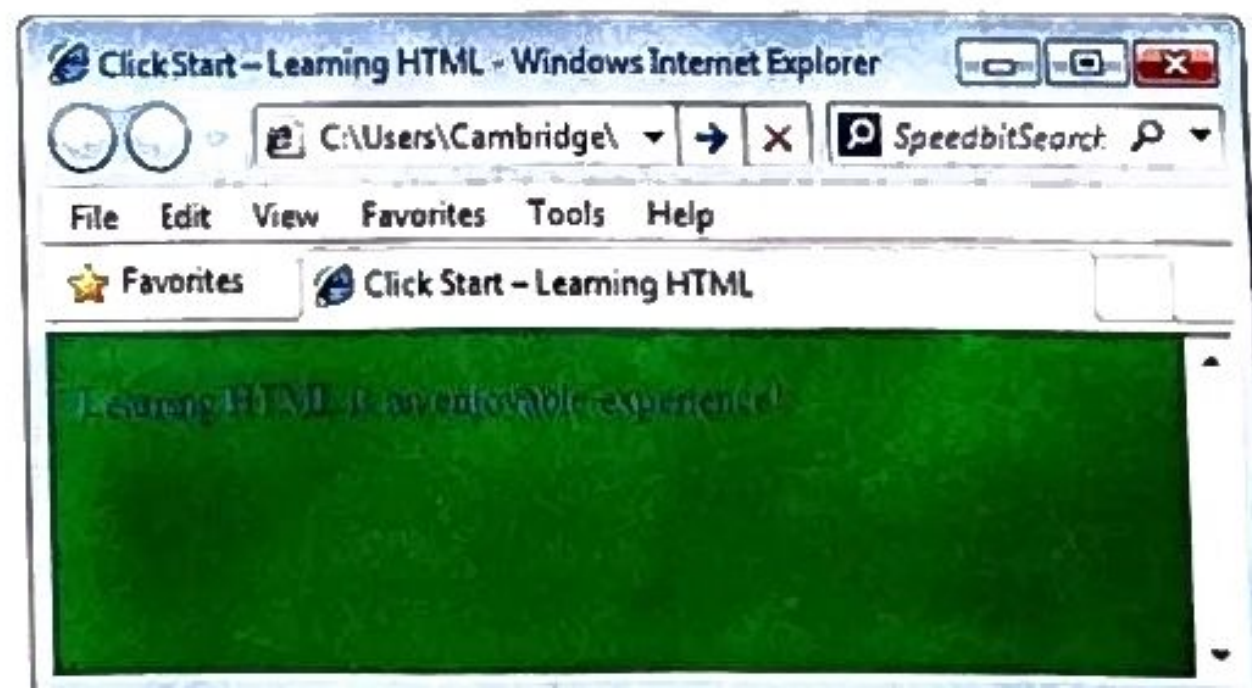 Click Start – Learning HTML - Windows Internet Explorer
C:\Users\Cambridge\
SpeedbitSearch
File Edit View Favorites Tools Help
Favorites
Click Start – Learning HTML
Learning HTML is an enjoyable experience!